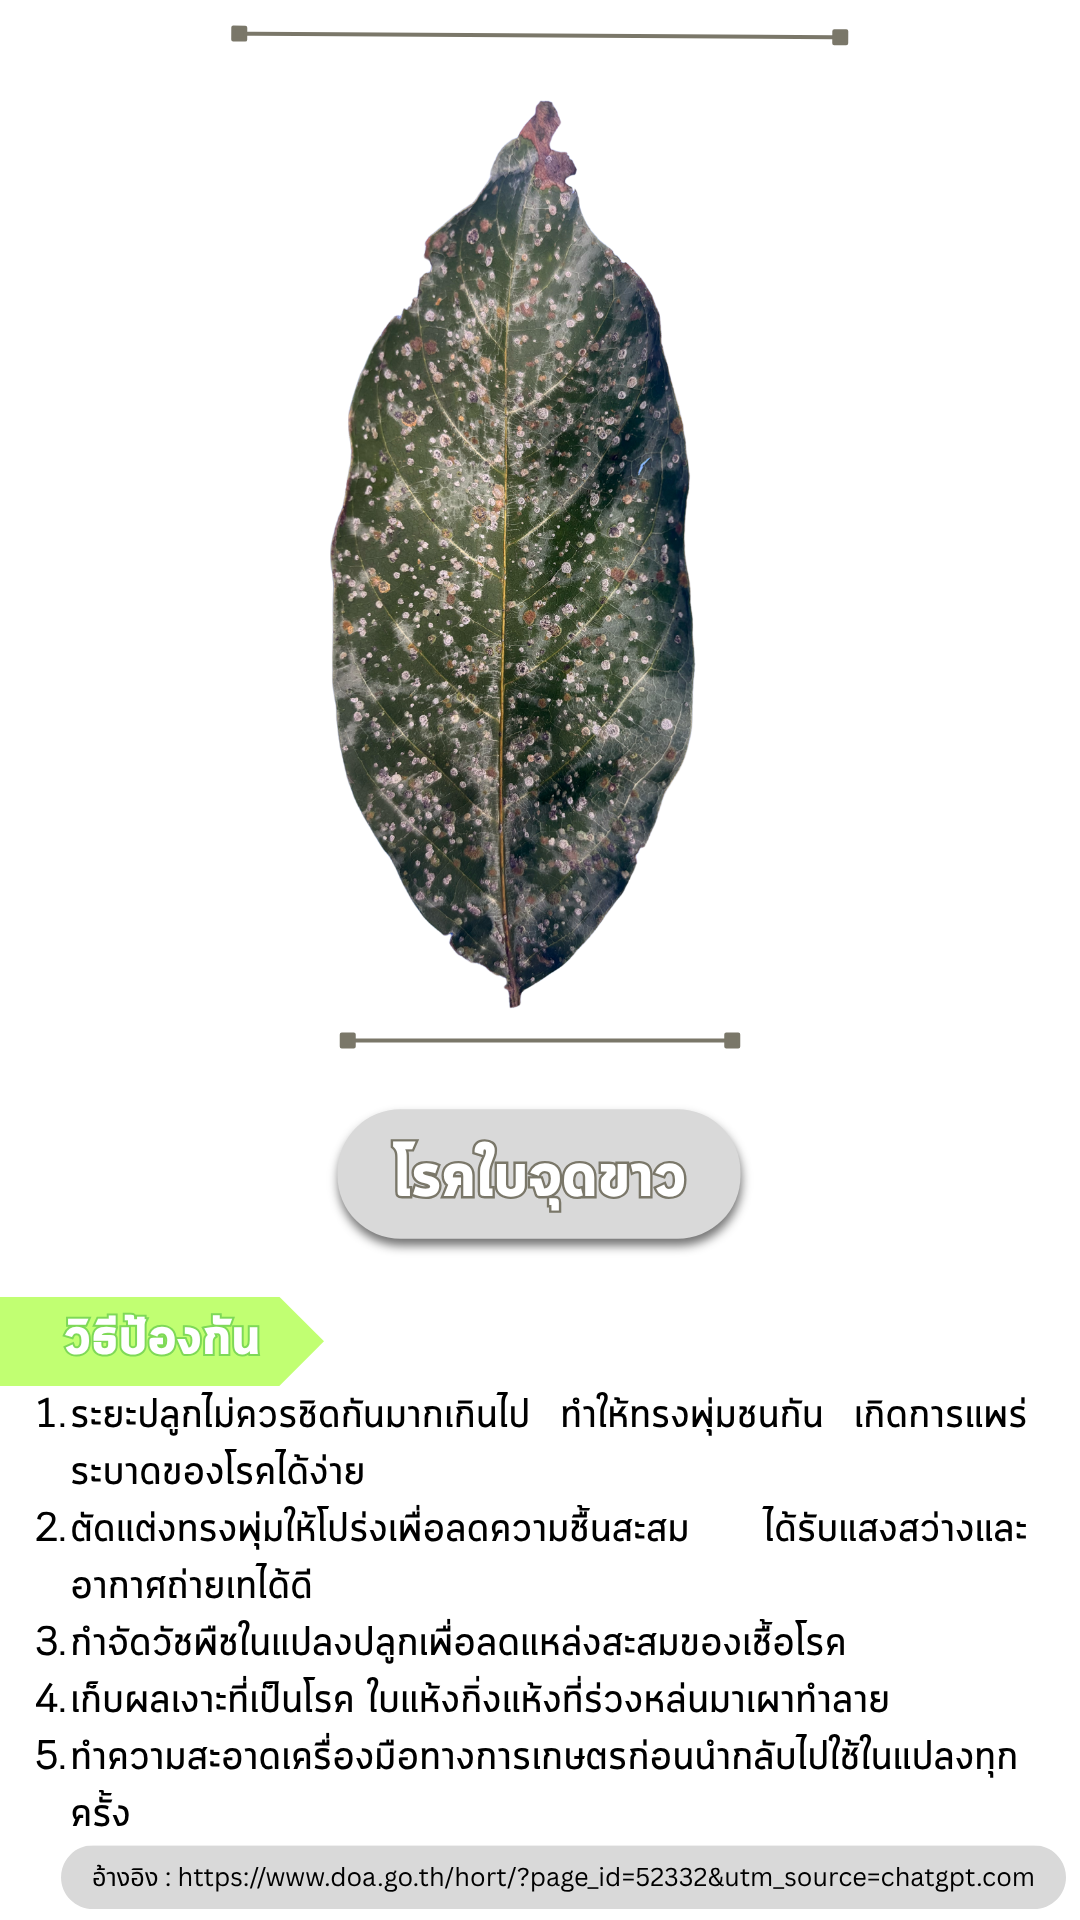 โรคใบจุดขาว
วิธีป้องกัน
1. ระยะปลูกไม่ควรชิดกันมากเกินไป ทำให้ทรงพุ่มชนกัน เกิดการแพร่
ระบาดของโรคได้ง่าย
2. ตัดแต่งทรงพุ่มให้โปร่งเพื่อลดความชื้นสะสม ได้รับแสงสว่างและ
อากาศถ่ายเทได้ดี
3. กำจัดวัชพืชในแปลงปลูกเพื่อลดแหล่งสะสมของเชื้อโรค
4. เก็บผลเงาะที่เป็นโรค ใบแห้งกิ่งแห้งที่ร่วงหล่นมาเผาทำลาย
5. ทำความสะอาดเครื่องมือทางการเกษตรก่อนนำกลับไปใช้ในแปลงทุก
ครั้ง
อ้างอิง : https://www.doa.go.th/hort/?page_id=52332&utm_source=chatgpt.com